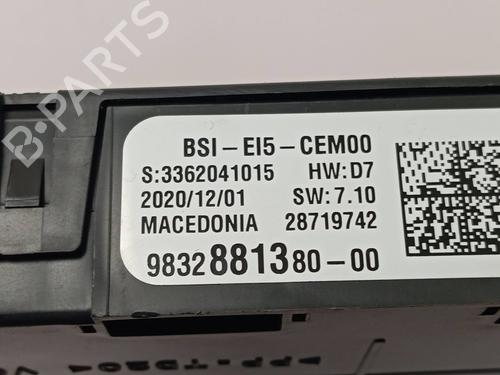 BSI-EI5-CEM00
S:3362041015 HW:D7
2020/12/01 SW:7.10
MACEDONIA 28719742
9832881380-00
B-PARTS